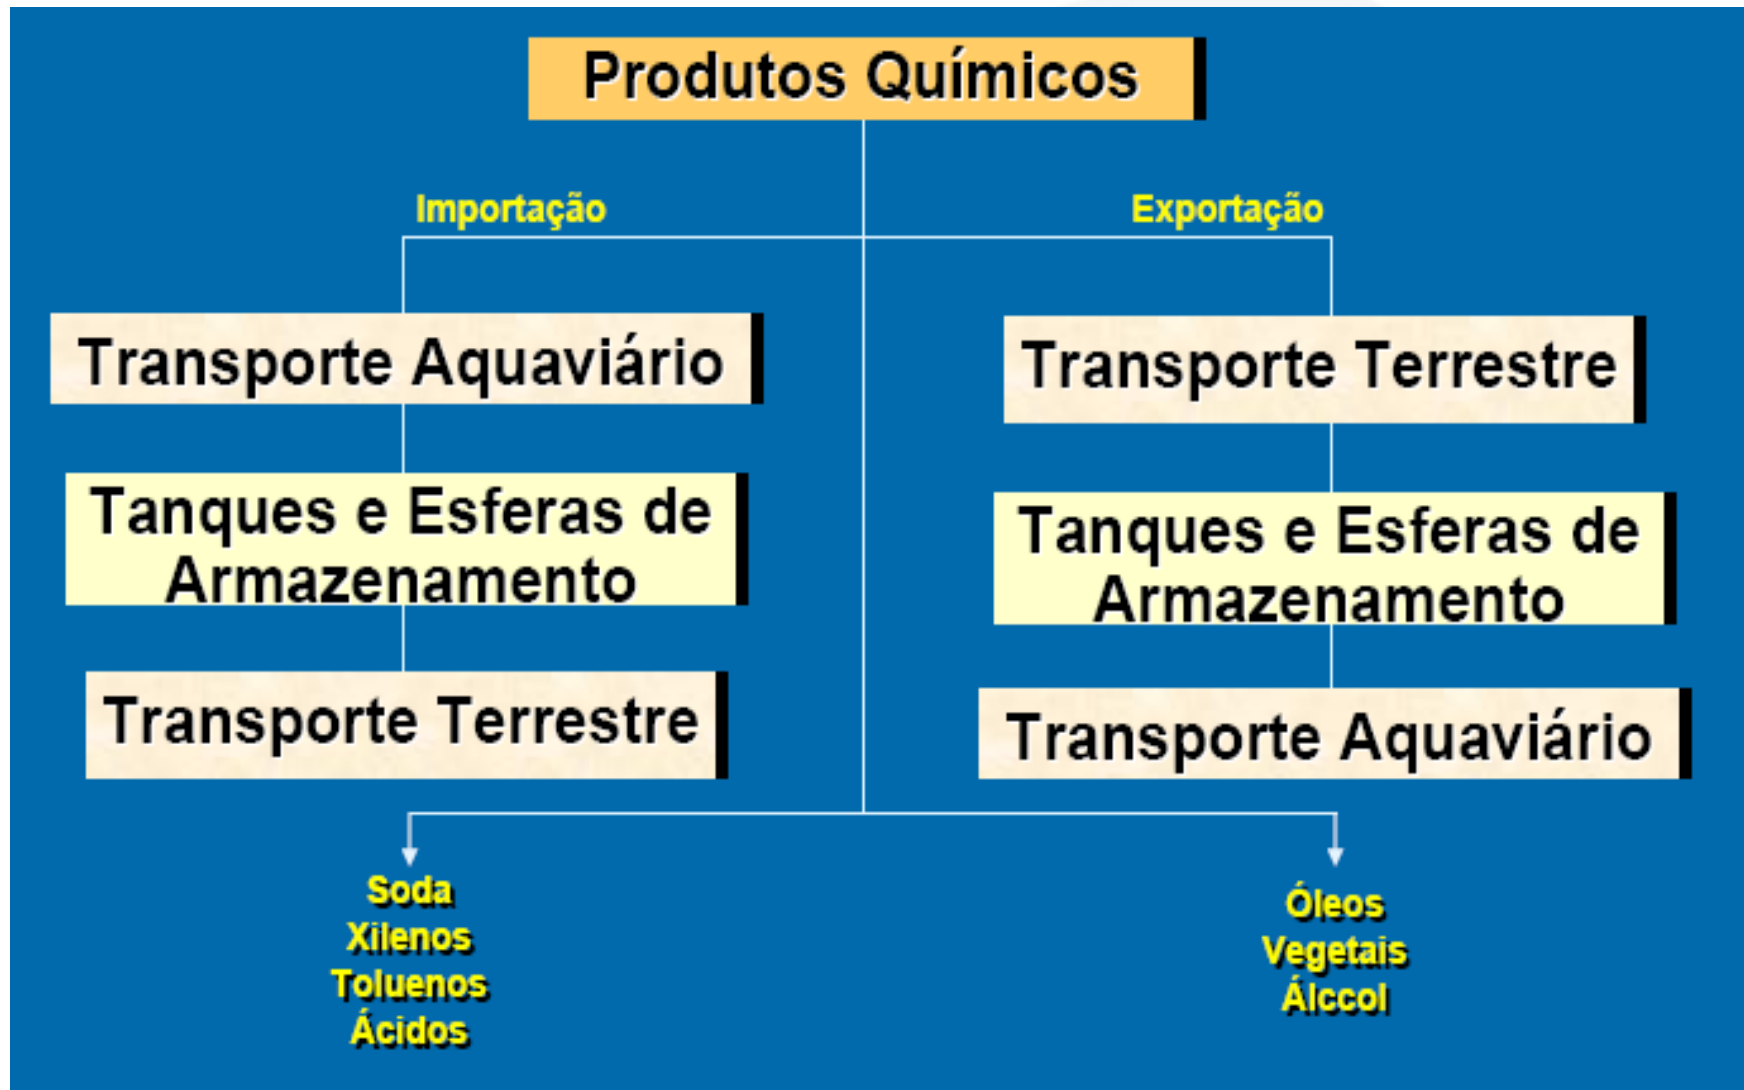 Produtos Químicos
Importação
Exportação
Transporte Aquaviário
Tanques e Esferas de
Armazenamento
Transporte Terrestre
Transporte Terrestre
Tanques e Esferas de
Armazenamento
Transporte Aquaviário
Soda
Xilenos
Toluenos
Ácidos
Óleos
Vegetais
Álccol